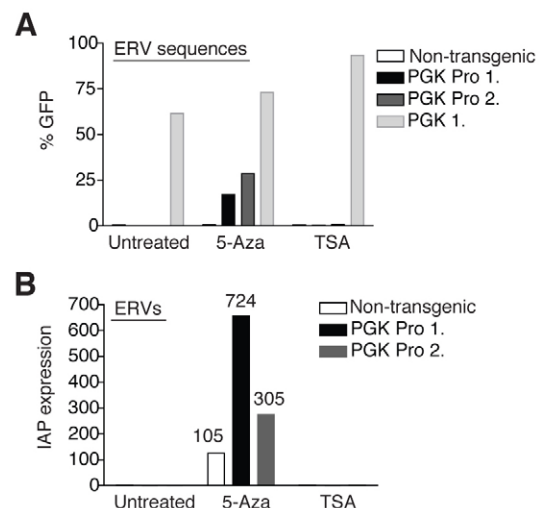 A
ERV sequences
% GFP
100
75
50
25
0
Untreated 5-Aza TSA
Non-transgenic
PGK Pro 1.
PGK Pro 2.
PGK 1.
B
ERVs
IAP expression
700
600
500
400
300
200
100
0
105
724
305
Untreated 5-Aza TSA
Non-transgenic
PGK Pro 1.
PGK Pro 2.